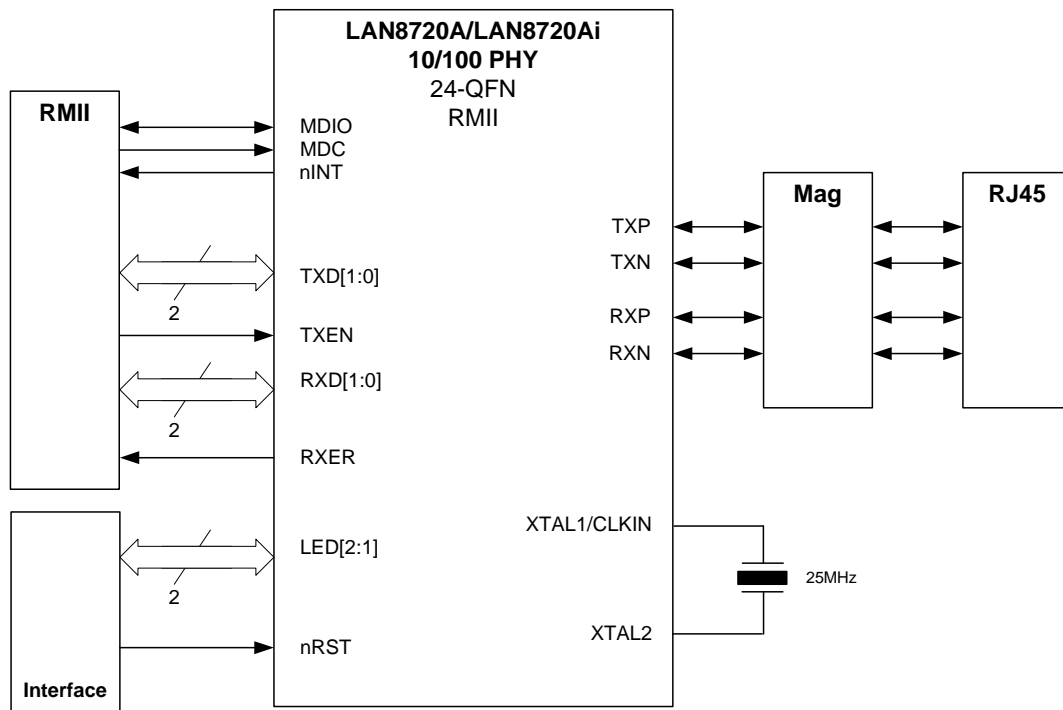 LAN8720A/LAN8720Ai
10/100 PHY
24-QFN
RMII
RMII
MDIO
MDC
nINT
TXD[1:0]
2
TXEN
RXD[1:0]
2
RXER
LED[2:1]
2
nRST
Interface
TXP
TXN
RXP
RXN
Mag
RJ45
XTAL1/CLKIN
25MHz
XTAL2